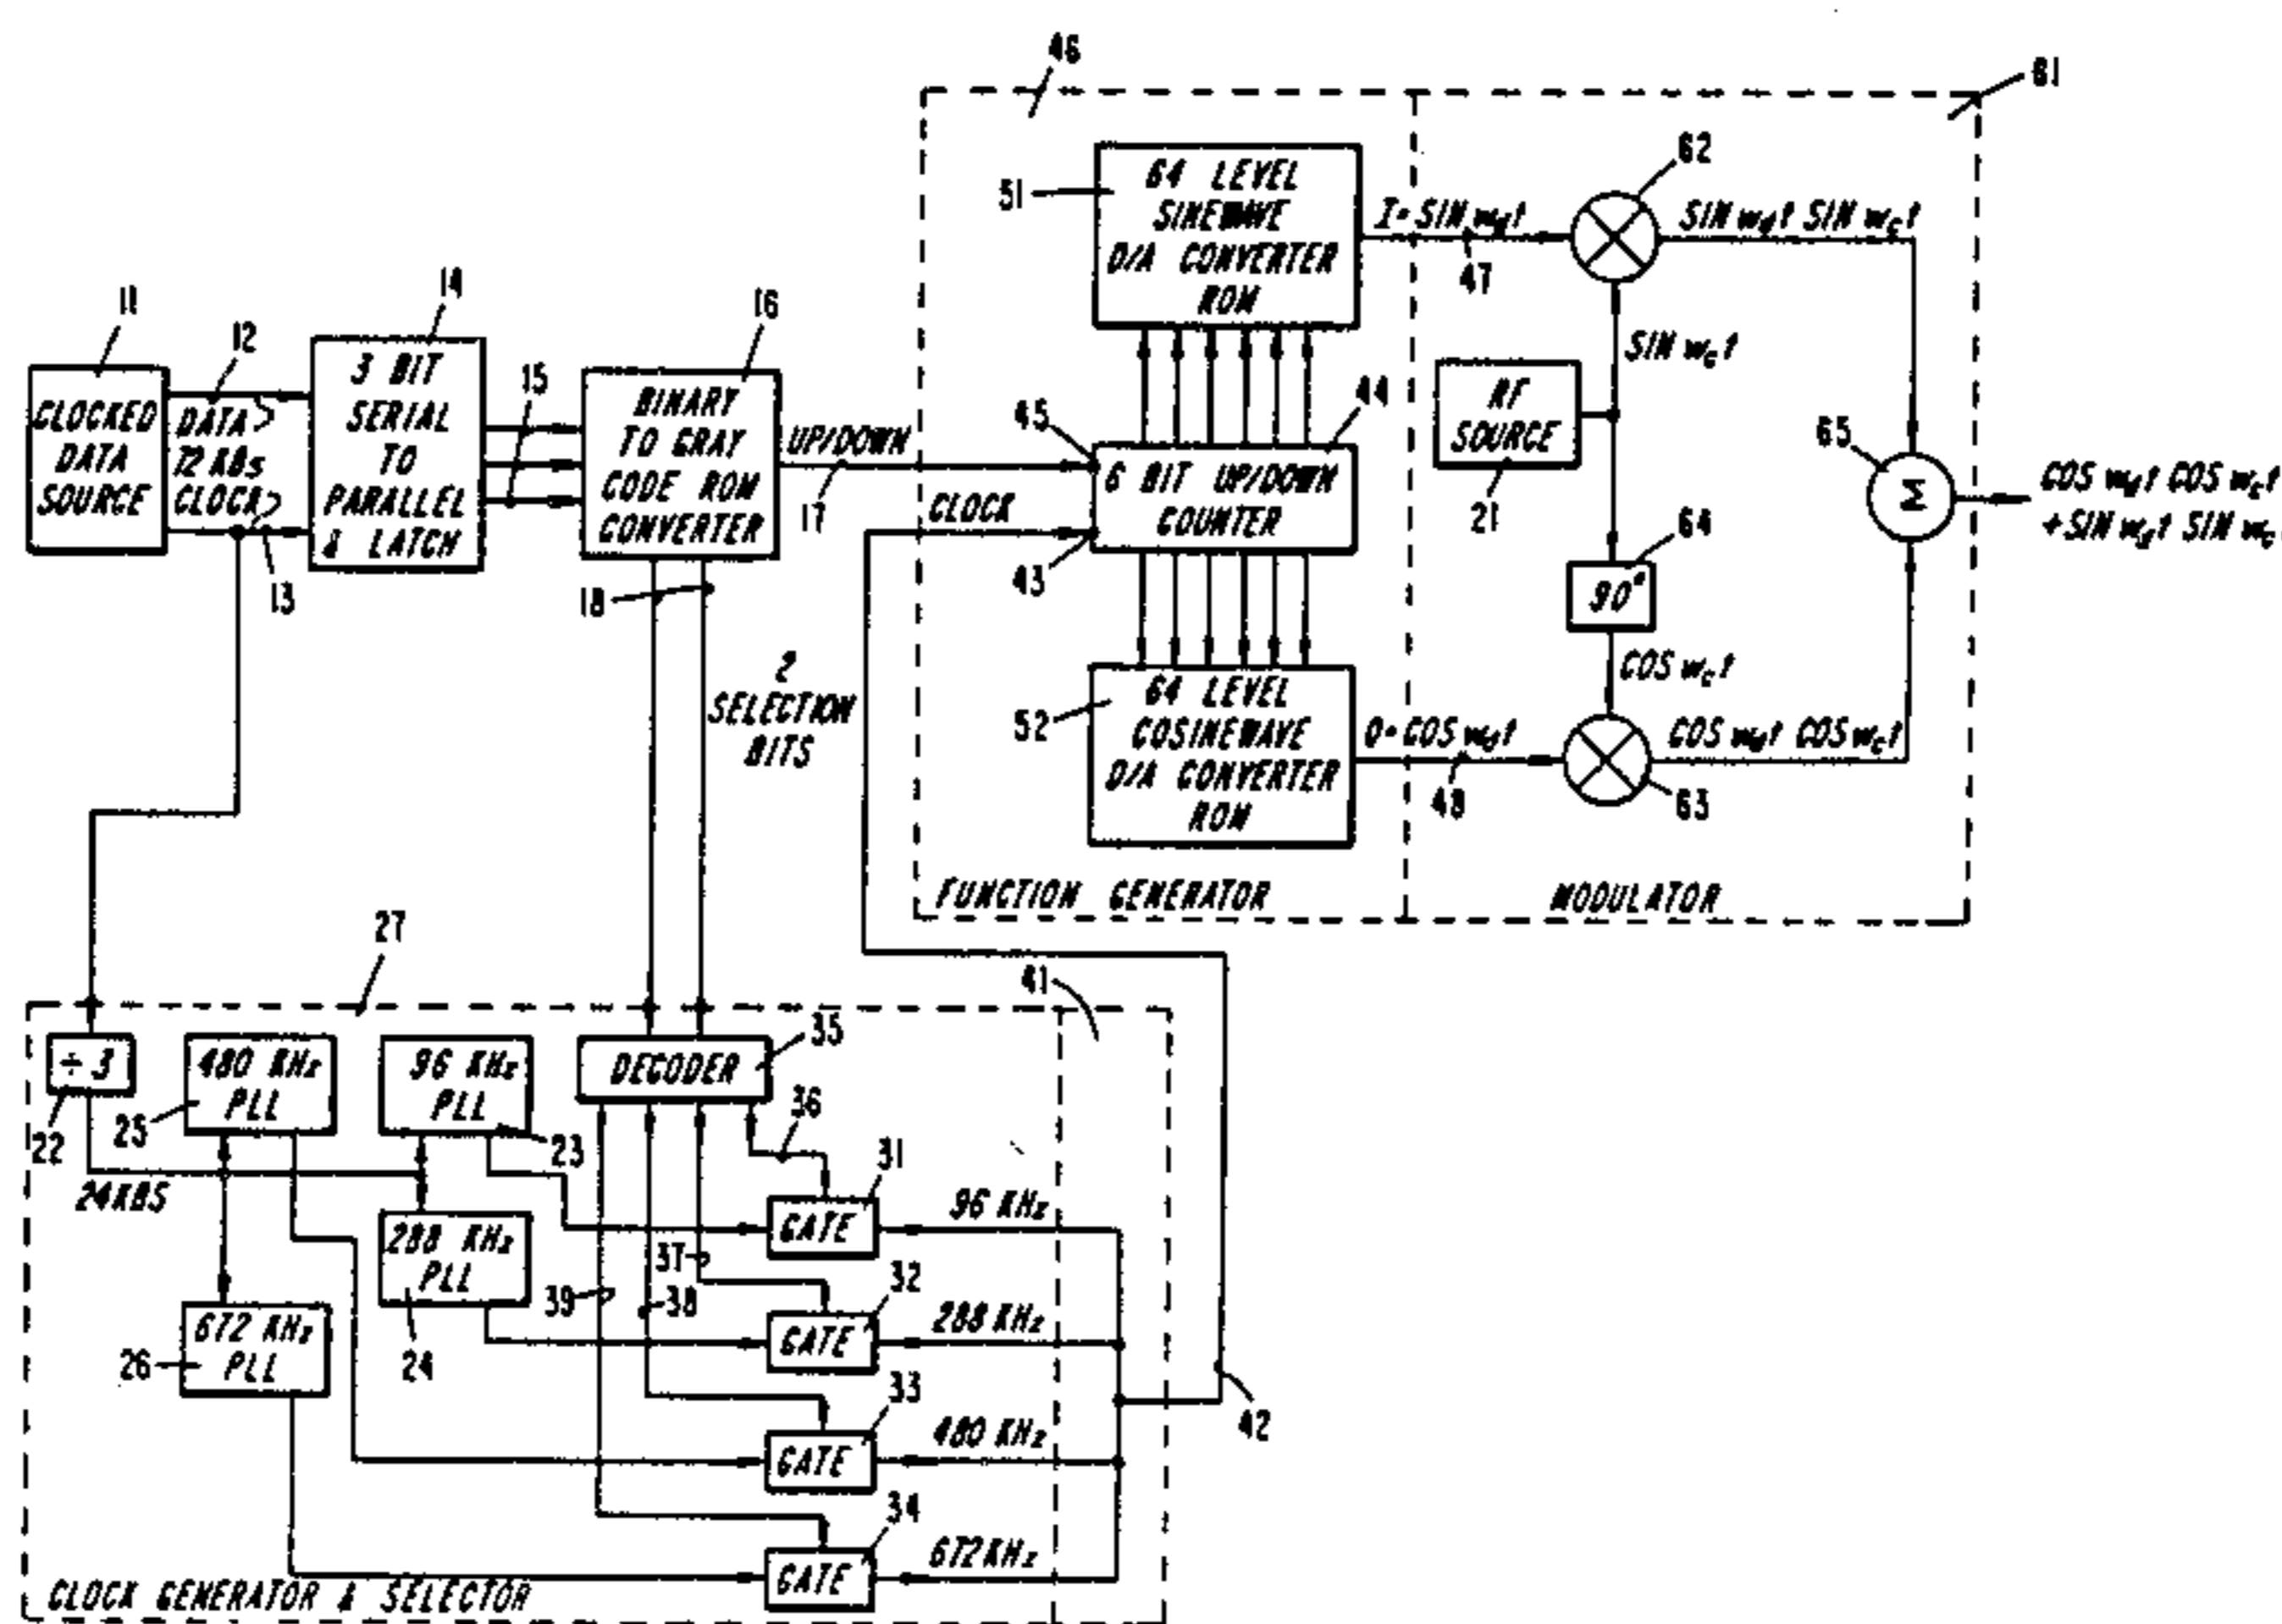 46
61
62
51
64 LEVEL
SINEWAVE
D/A CONVERTER
ROM
I= SIN wdt
47
SIN wdt SIN wct
SIN wct
11
12
14
16
CLOCKED
DATA
SOURCE
DATA
72 KBs
CLOCK
13
3 BIT
SERIAL
TO
PARALLEL
& LATCH
15
BINARY
TO GRAY
CODE ROM
CONVERTER
UP/DOWN
17
CLOCK
45
44
6 BIT UP/DOWN
COUNTER
43
RF
SOURCE
21
65
Σ
COS wdt COS wct
+SIN wdt SIN wc
64
90°
COS wct
18
2
SELECTION
BITS
52
64 LEVEL
COSINEWAVE
D/A CONVERTER
ROM
Q= COS wdt
48
63
COS wdt COS wct
FUNCTION GENERATOR
MODULATOR
27
41
÷ 3
22
480 KHz
PLL
25
96 KHz
PLL
23
DECODER
35
36
24KBS
288 KHz
PLL
24
672 KHz
PLL
26
39
38
37
31
GATE
96 KHz
32
GATE
288 KHz
33
GATE
480 KHz
34
GATE
672KHz
42
CLOCK GENERATOR & SELECTOR